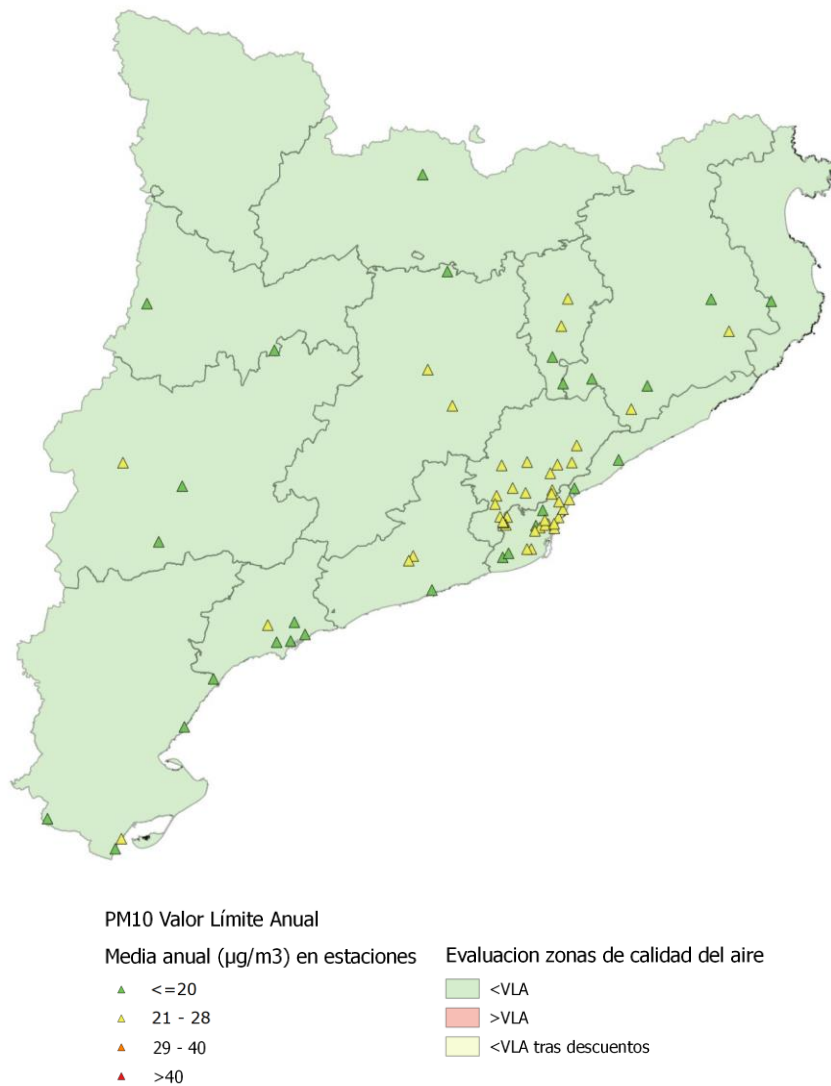 PM10 Valor Límite Anual
Media anual (µg/m3) en estaciones
<=20
21 - 28
29 - 40
>40
Evaluacion zonas de calidad del aire
<VLA
>VLA
<VLA tras descuentos